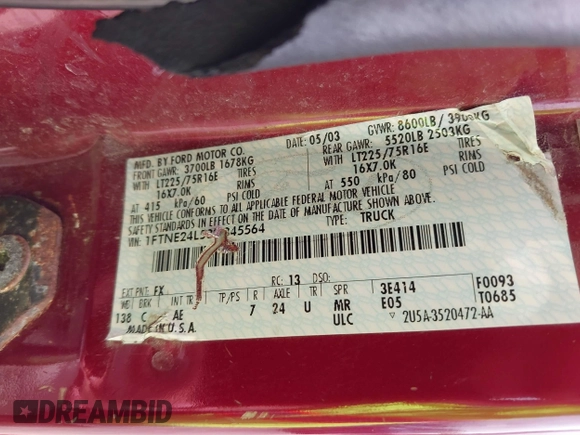 MFD. BY FORD MOTOR CO.
DATE: 05/03
GVWR: 8600LB/
FRONT GAWR: 3700LB 1678KG
REAR GAWR: 5520LB 2503KG
WITH LT225/75R16E TIRES
WITH LT225/75R16E TIRES
16X7.0K RIMS
16X7.0K RIMS
AT 415 kPa/60 PSI COLD
AT 550 kPa/80 PSI COLD
THIS VEHICLE CONFORMS TO ALL APPLICABLE FEDERAL MOTOR VEHICLE
SAFETY STANDARDS IN EFFECT ON THE DATE OF MANUFACTURE SHOWN ABOVE.
VEHICLE IDENTIFICATION NO.
TYPE: TRUCK
EXT PNT: FX
RC: 13 DSO:
WB BRK INT TR TP/PS R AXLE TR SPR
3E414
F0093
138 C AE 7 24 U MR
E05
T0685
ULC
MADE IN U.S.A.
▽ 2U5A-3520472-AA
DREAMBID